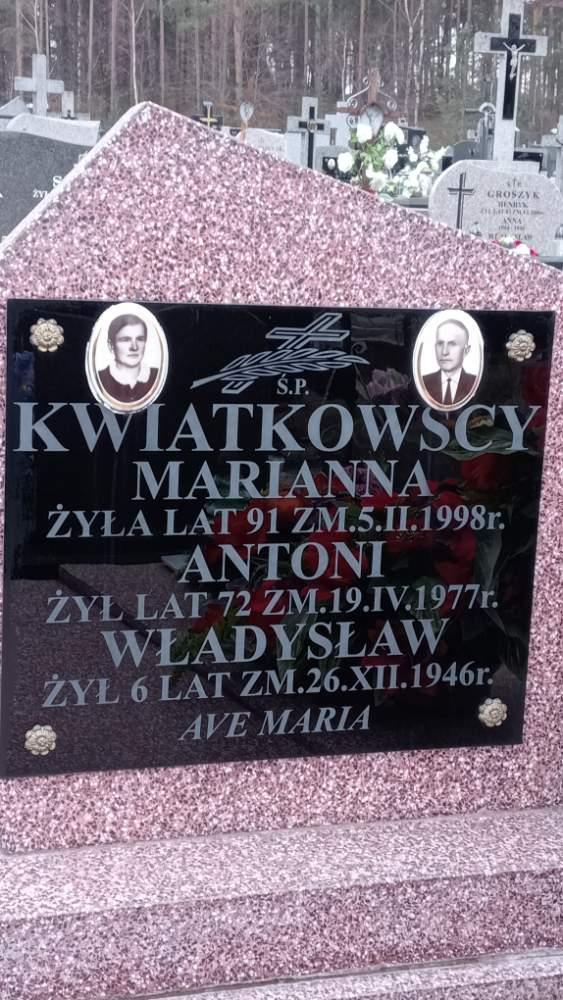 Ś.P.
KWIATKOWSCY
MARIANNA
ŻYŁA LAT 91 ZM.5.II.1998r.
ANTONI
ŻYŁ LAT 72 ZM.19.IV.1977r.
WŁADYSŁAW
ŻYŁ 6 LAT ZM.26.XII.1946r.
AVE MARIA
GROSZYK
HENRYK
ANNA